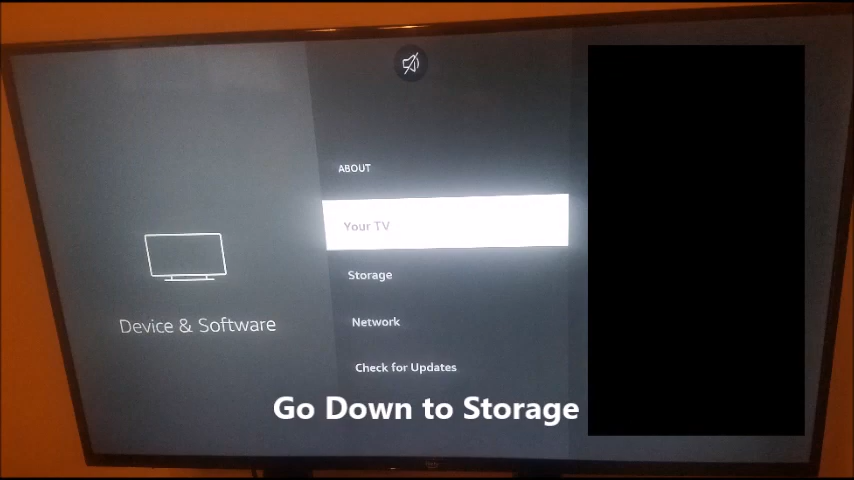 ABOUT
Your TV
Storage
Network
Device & Software
Check for Updates
Go Down to Storage